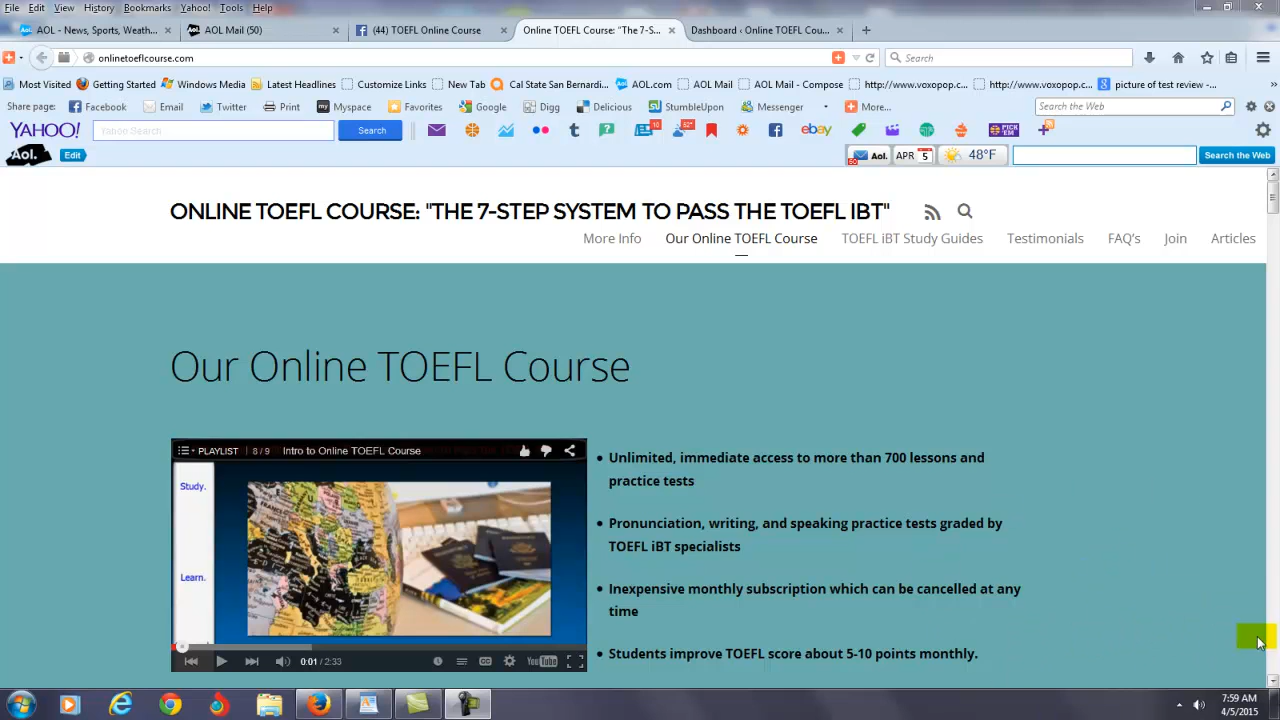 File Edit View History Bookmarks Yahoo! Tools Help
AOL - News, Sports, Weath...
AOL Mail (50)
(44) TOEFL Online Course
Online TOEFL Course: "The 7-S...
Dashboard ‹ Online TOEFL Cou...
onlinetoeflcourse.com
Search
Most Visited Getting Started Windows Media Latest Headlines Customize Links New Tab Cal State San Bernardi... AOL.com AOL Mail AOL Mail - Compose http://www.voxopop.c... http://www.voxopop.c... picture of test review -...
Share page: Facebook Email Twitter Print Myspace Favorites Google Digg Delicious StumbleUpon Messenger More... Search the Web
YAHOO! Yahoo Search Search
Aol. Edit
Aol. APR 5 48°F Search the Web
ONLINE TOEFL COURSE: "THE 7-STEP SYSTEM TO PASS THE TOEFL IBT"
More Info Our Online TOEFL Course TOEFL iBT Study Guides Testimonials FAQ's Join Articles
Our Online TOEFL Course
PLAYLIST 8/9 Intro to Online TOEFL Course
Study.
Learn.
0:01 / 2:33 YouTube
• Unlimited, immediate access to more than 700 lessons and
practice tests
• Pronunciation, writing, and speaking practice tests graded by
TOEFL iBT specialists
• Inexpensive monthly subscription which can be cancelled at any
time
• Students improve TOEFL score about 5-10 points monthly.
7:59 AM
4/5/2015